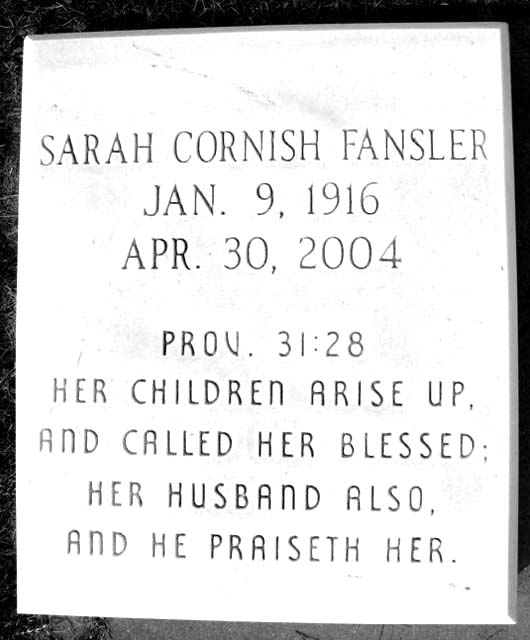 SARAH CORNISH FANSLER
JAN. 9, 1916
APR. 30, 2004
PROV. 31:28
HER CHILDREN ARISE UP,
AND CALLED HER BLESSED;
HER HUSBAND ALSO,
AND HE PRAISETH HER.